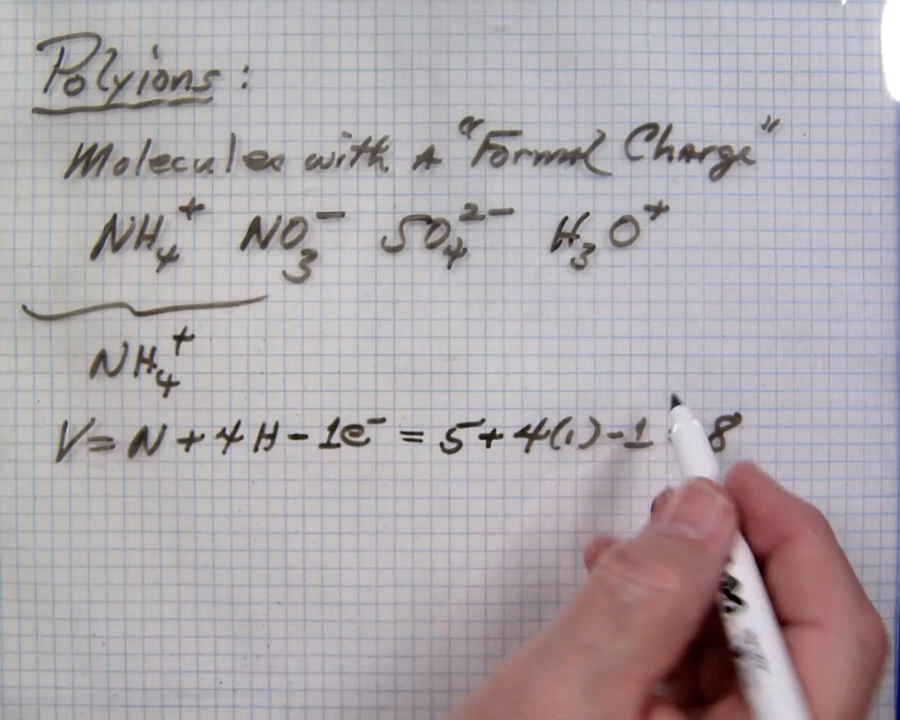 Polyions:
Molecules with A "Formal Charge"
NH₄⁺ NO₃⁻ SO₄²⁻ H₃O⁺
NH₄⁺
V = N + 4H - 1e⁻ = 5 + 4(1) - 1 8